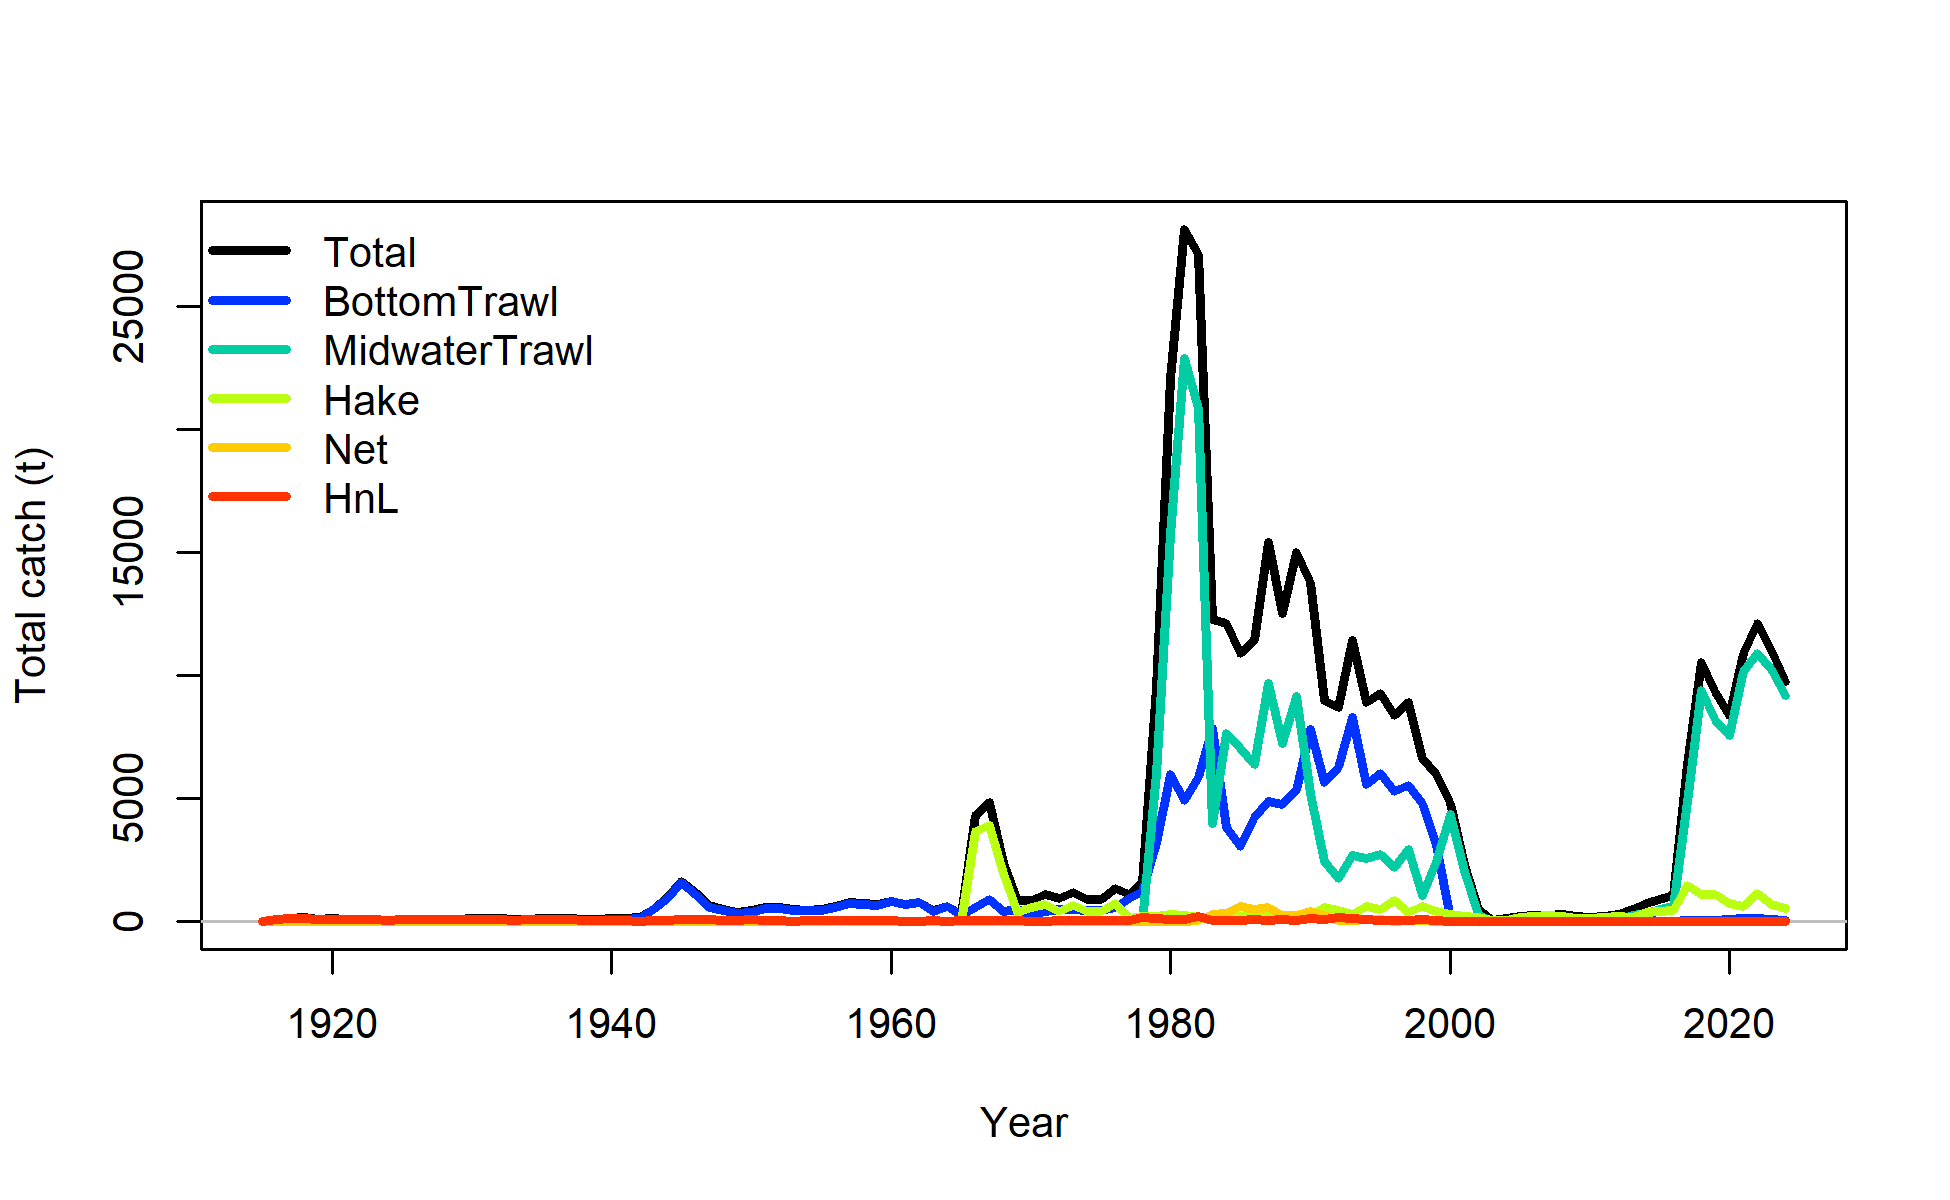 Total
BottomTrawl
MidwaterTrawl
Hake
Net
HnL
Total catch (t)
25000
15000
5000
0
1920 1940 1960 1980 2000 2020
Year